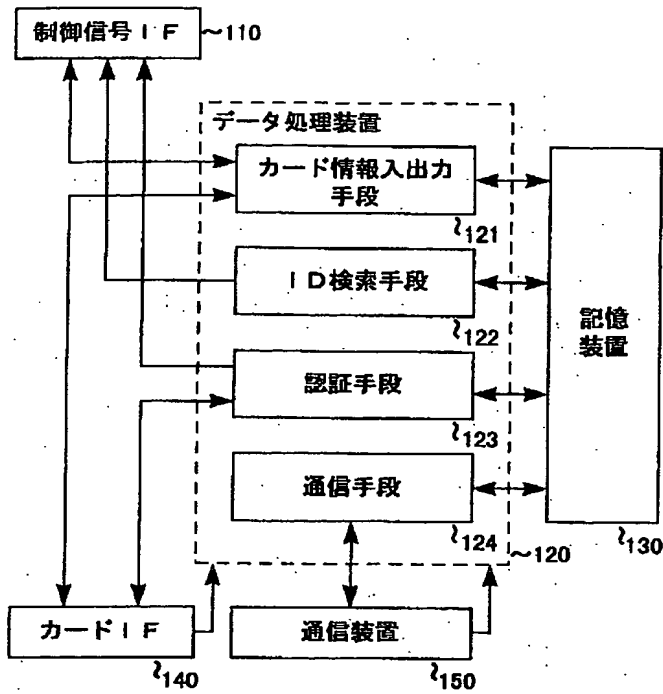 制御信号ＩＦ
～110
データ処理装置
カード情報入出力
手段
～121
ＩＤ検索手段
～122
認証手段
～123
通信手段
～124
～120
記憶
装置
～130
カードＩＦ
～140
通信装置
～150